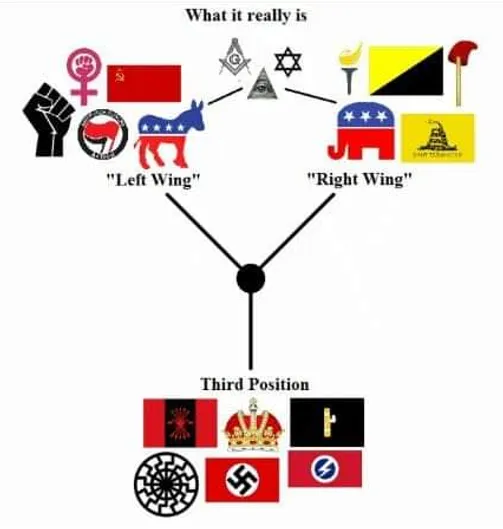 What it really is
G
"Left Wing"
"Right Wing"
Third Position